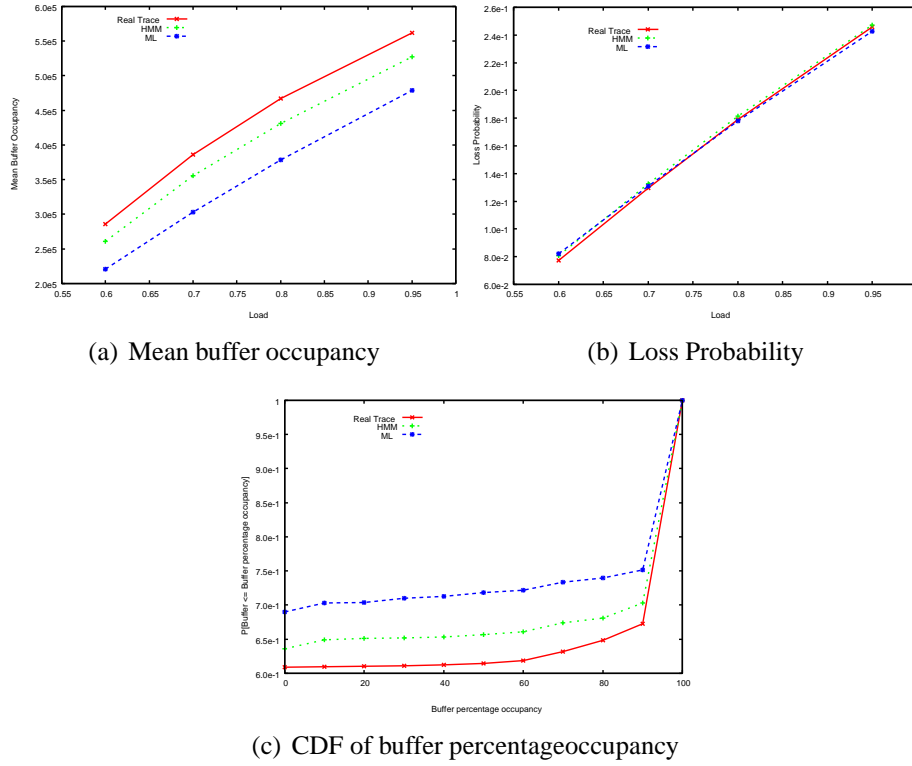 6.0e5
5.5e5
5.0e5
4.5e5
4.0e5
3.5e5
3.0e5
2.5e5
2.0e5
Mean Buffer Occupancy
Real Trace
HMM
ML
0.55 0.6 0.65 0.7 0.75 0.8 0.85 0.9 0.95 1
Load
(a) Mean buffer occupancy
2.6e-1
2.4e-1
2.2e-1
1.8e-1
1.6e-1
1.4e-1
1.2e-1
1.0e-1
8.0e-2
6.0e-2
Loss Probability
Real Trace
HMM
ML
0.55 0.6 0.65 0.7 0.75 0.8 0.85 0.9 0.95
Load
(b) Loss Probability
1
9.5e-1
9.0e-1
8.5e-1
8.0e-1
7.5e-1
7.0e-1
6.5e-1
6.0e-1
P[Buffer <= Buffer percentage occupancy]
Real Trace
HMM
ML
0 20 40 60 80 100
Buffer percentage occupancy
(c) CDF of buffer percentageoccupancy